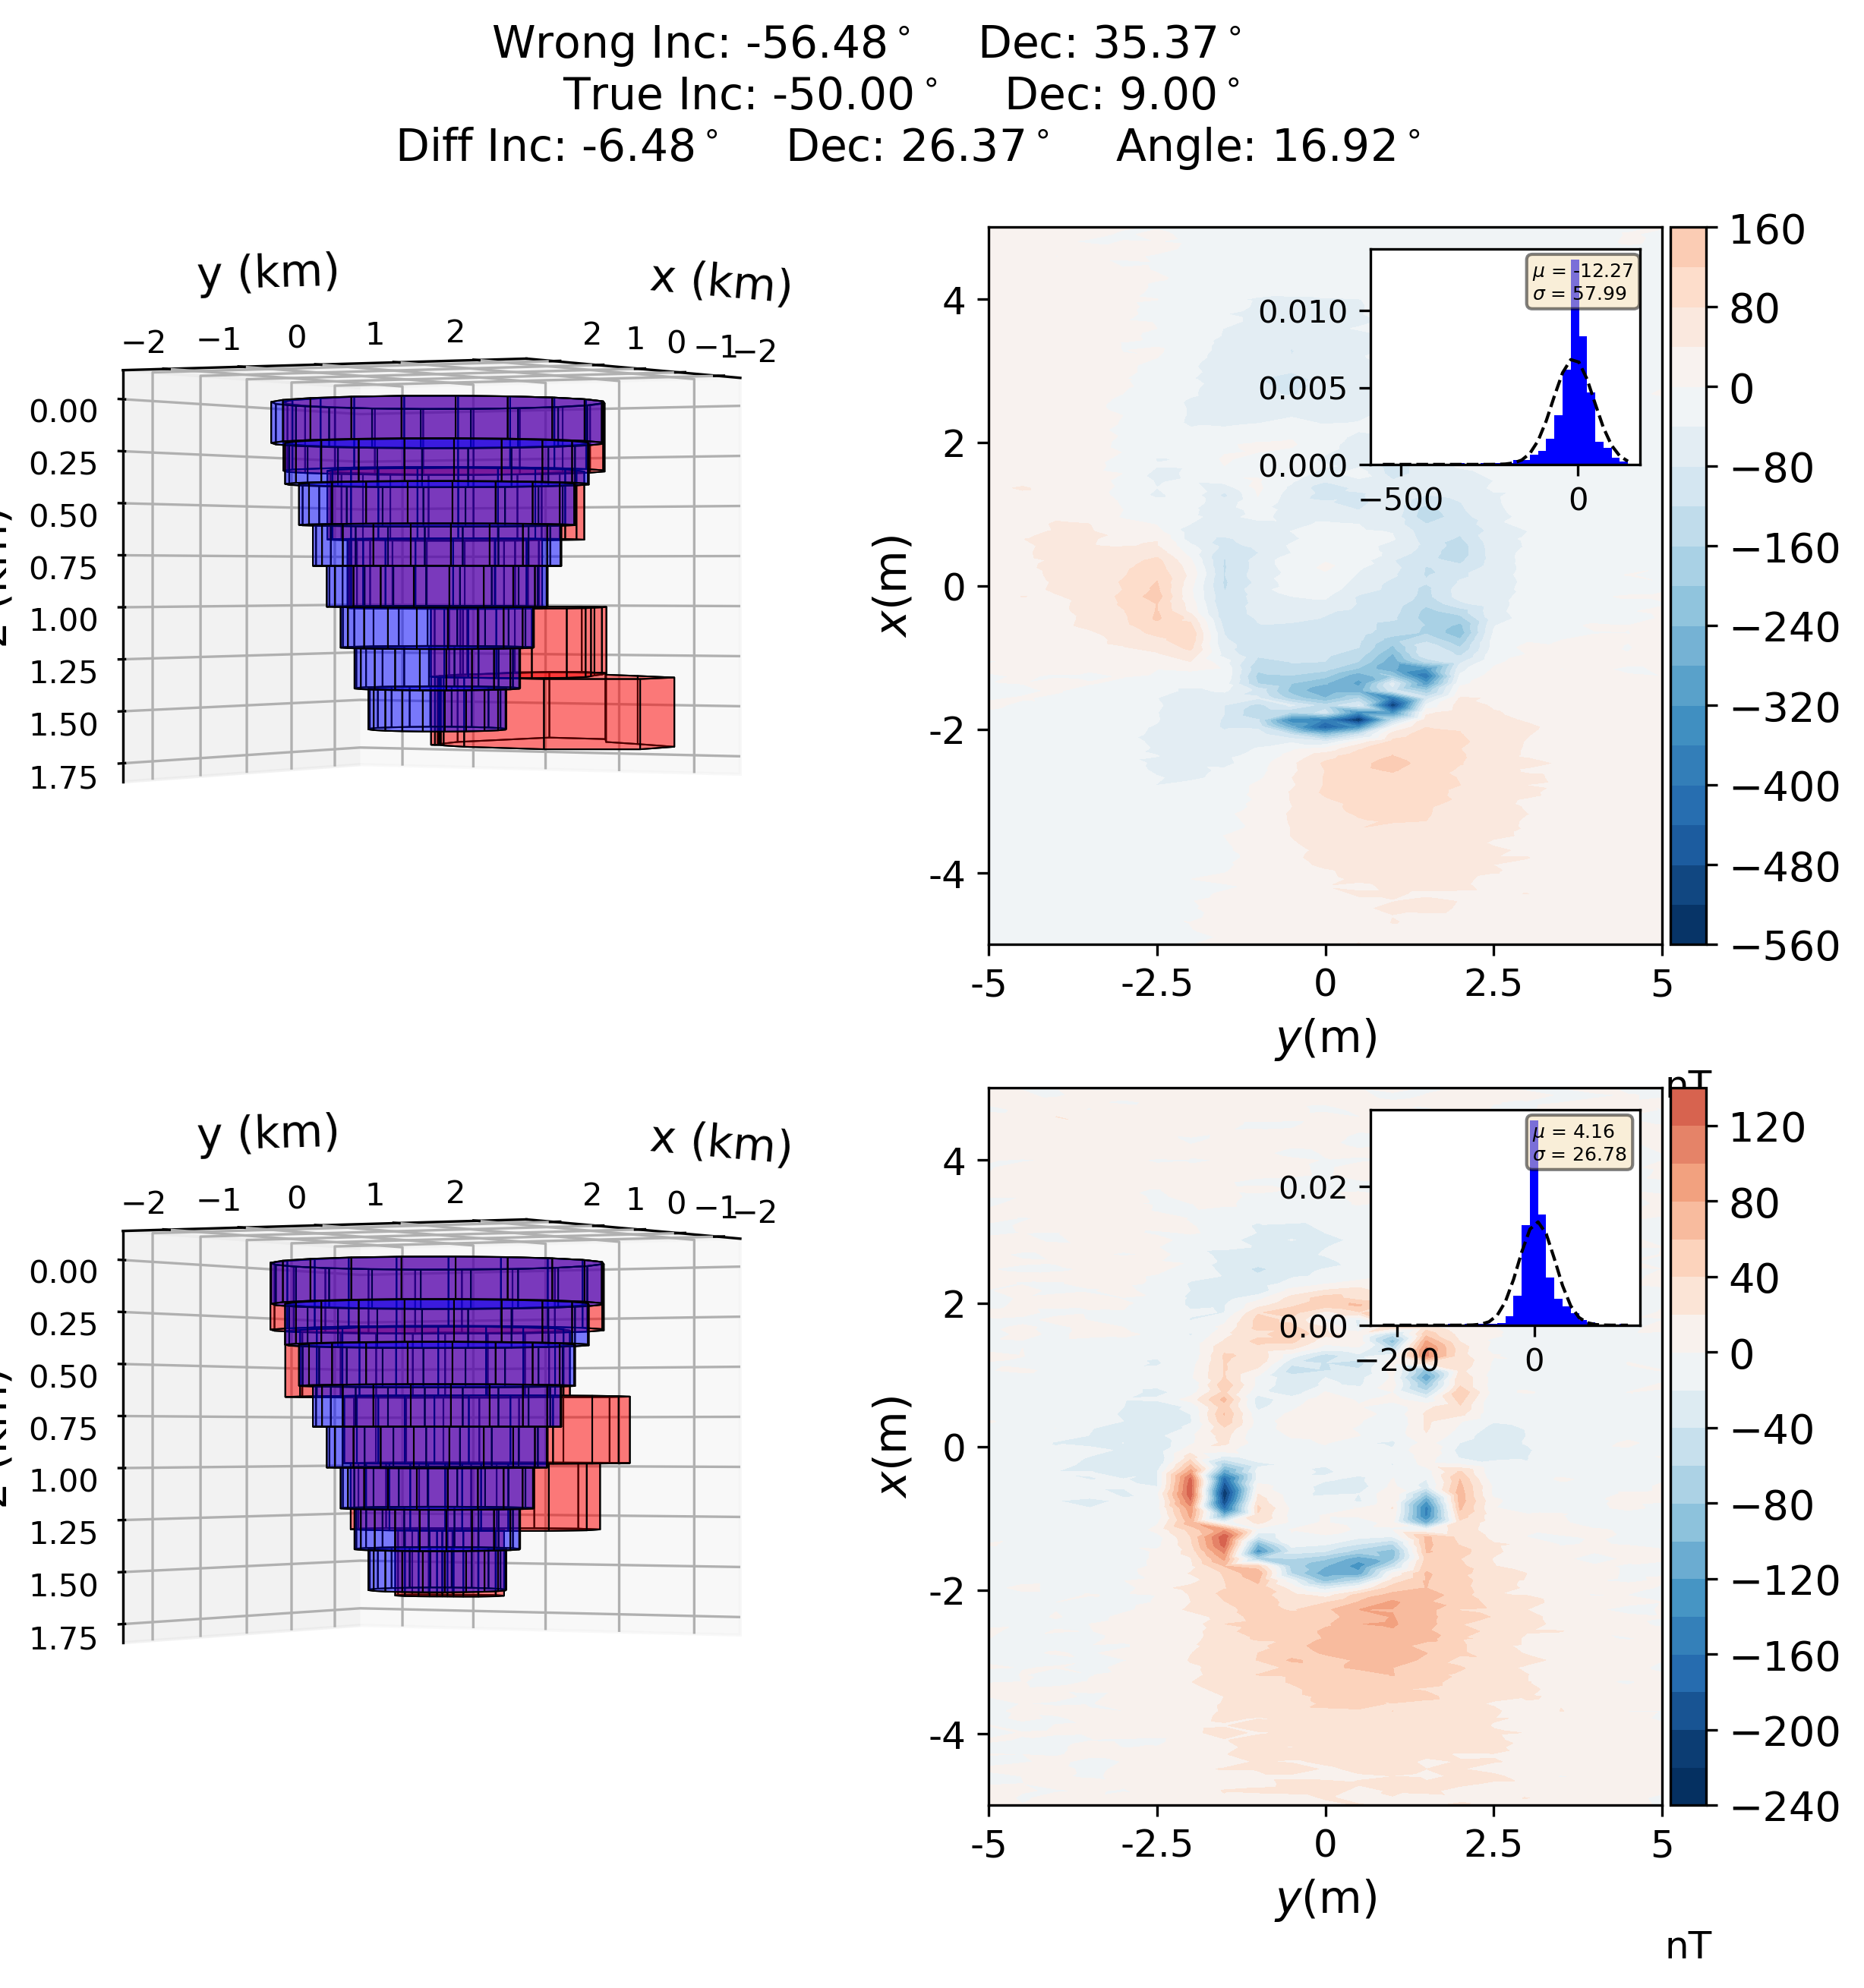 Wrong Inc: -56.48° Dec: 35.37°
True Inc: -50.00° Dec: 9.00°
Diff Inc: -6.48° Dec: 26.37° Angle: 16.92°
y (km)
x (km)
−2 −1 0 1 2
2 1 0 −1 −2
0.00
0.25
0.50
0.75
1.00
1.25
1.50
1.75
x(m)
4
2
0
-2
-4
-5 -2.5 0 2.5 5
y(m)
0.010
0.005
0.000
−500 0
μ = -12.27
σ = 57.99
160
80
0
−80
−160
−240
−320
−400
−480
−560
nT
y (km)
x (km)
−2 −1 0 1 2
2 1 0 −1 −2
0.00
0.25
0.50
0.75
1.00
1.25
1.50
1.75
x(m)
4
2
0
-2
-4
-5 -2.5 0 2.5 5
y(m)
0.02
0.00
−200 0
μ = 4.16
σ = 26.78
120
80
40
0
−40
−80
−120
−160
−200
−240
nT